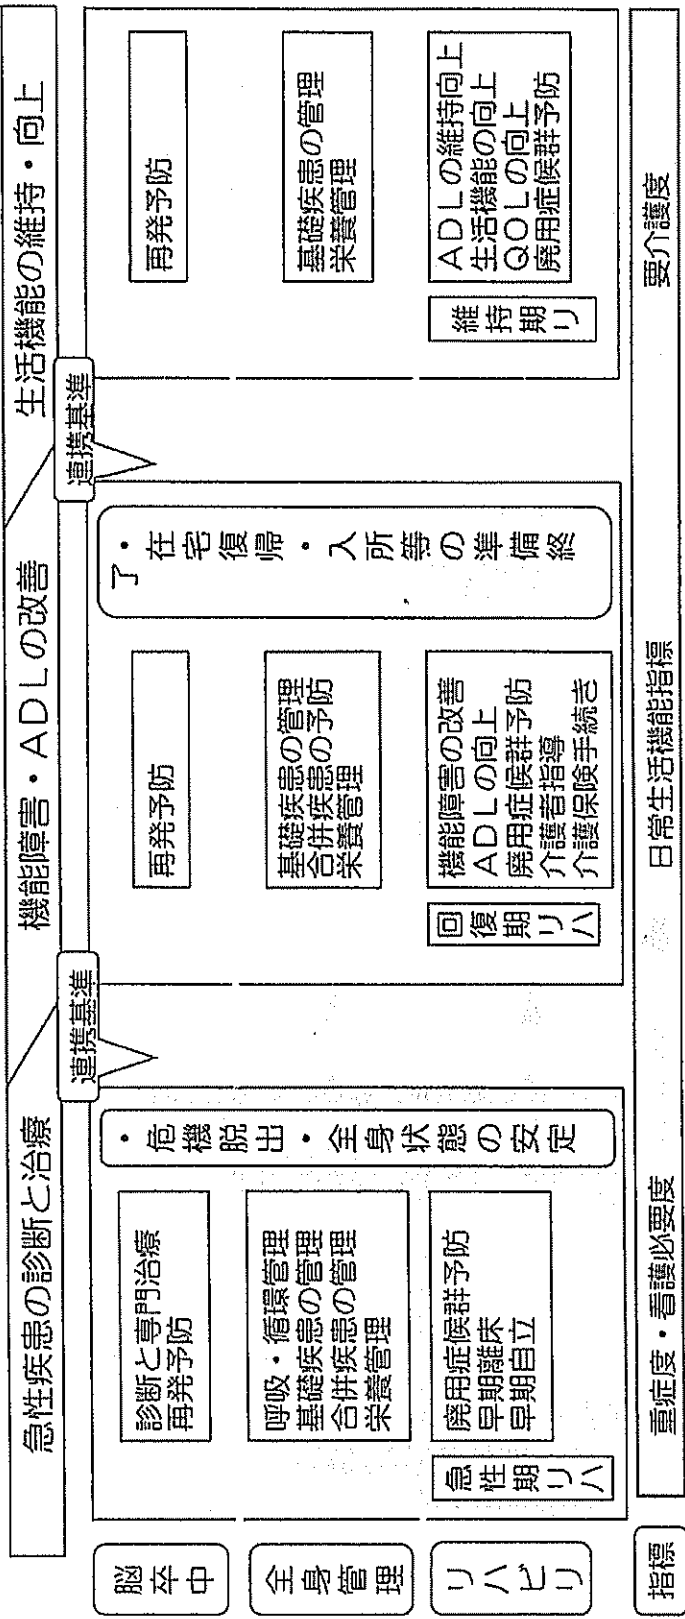 急性疾患の診断と治療
機能障害・ADLの改善
生活機能の維持・向上
連携基準
連携基準
脳卒中
診断と専門治療
再発予防
再発予防
再発予防
全身管理
呼吸・循環管理
基礎疾患の管理
合併疾患の管理
栄養管理
基礎疾患の管理
合併疾患の予防
栄養管理
基礎疾患の管理
栄養管理
リハビリ
急性期リハ
廃用症候群予防
早期離床
早期自立
・危機脱出・全身状態の安定
回復期リハ
機能障害の改善
ADLの向上
廃用症候群予防
介護者指導
介護保険手続き
・在宅復帰・入所等の準備終
了
維持期リ
ADLの維持向上
生活機能の向上
QOLの向上
廃用症候群予防
指標
重症度・看護必要度
日常生活機能指標
要介護度